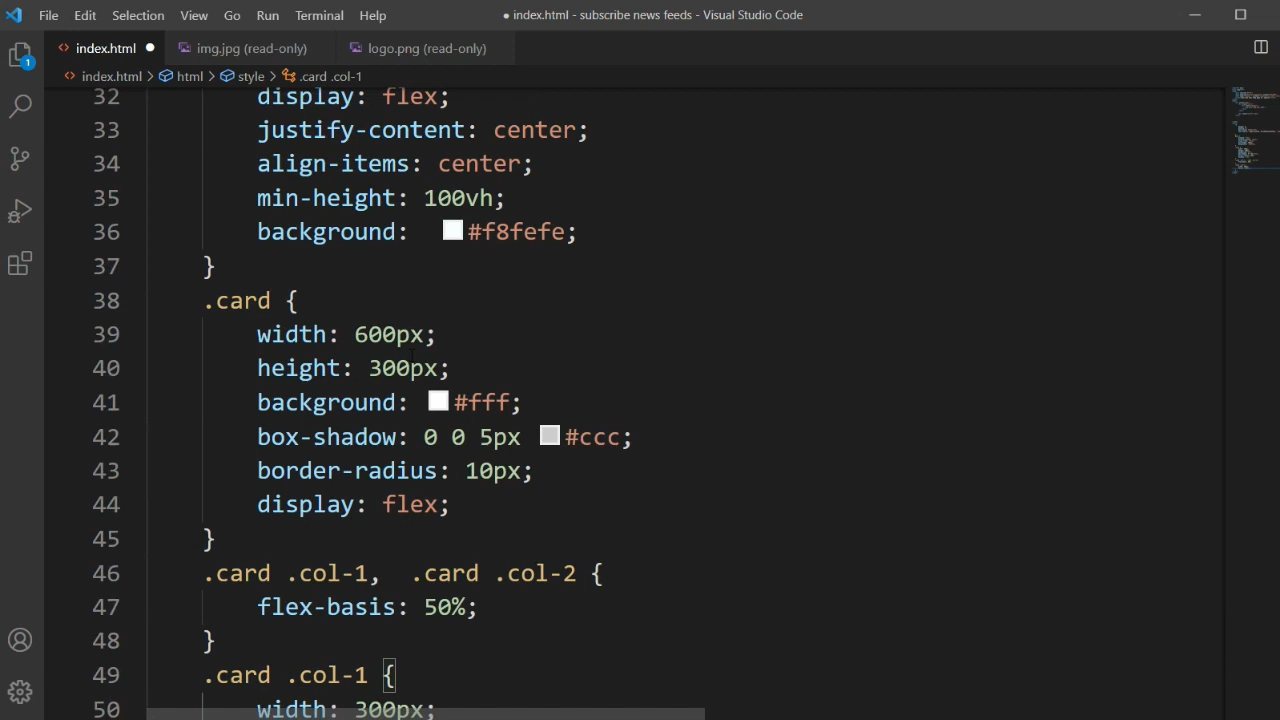 File Edit Selection View Go Run Terminal Help ● index.html - subscribe news feeds - Visual Studio Code
index.html ● img.jpg (read-only) logo.png (read-only)
index.html > html > style > .card .col-1
1
32 display: flex;
33 justify-content: center;
34 align-items: center;
35 min-height: 100vh;
36 background: #f8fefe;
37 }
38 .card {
39 width: 600px;
40 height: 300px;
41 background: #fff;
42 box-shadow: 0 0 5px #ccc;
43 border-radius: 10px;
44 display: flex;
45 }
46 .card .col-1, .card .col-2 {
47 flex-basis: 50%;
48 }
49 .card .col-1 {
50 width: 300px;